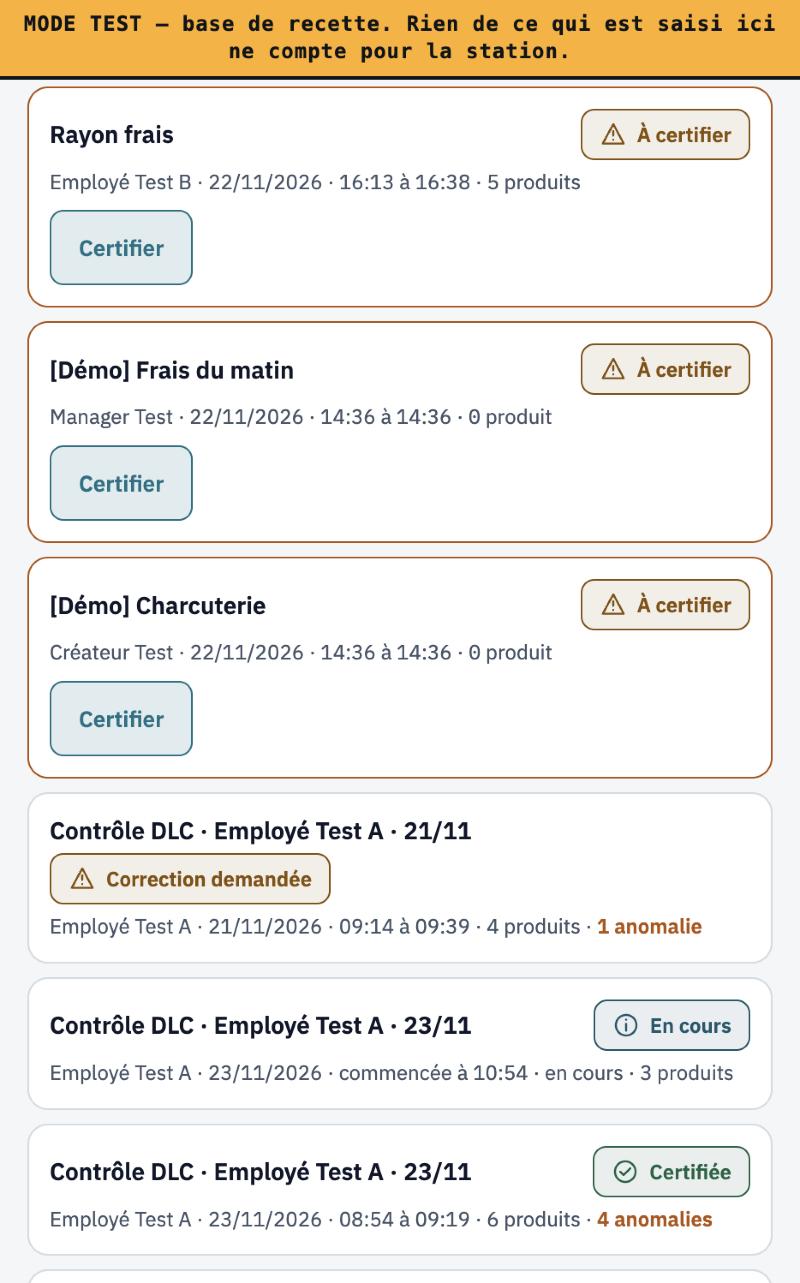 MODE TEST — base de recette. Rien de ce qui est saisi ici
ne compte pour la station.
Rayon frais
À certifier
Employé Test B · 22/11/2026 · 16:13 à 16:38 · 5 produits
Certifier
[Démo] Frais du matin
À certifier
Manager Test · 22/11/2026 · 14:36 à 14:36 · 0 produit
Certifier
[Démo] Charcuterie
À certifier
Créateur Test · 22/11/2026 · 14:36 à 14:36 · 0 produit
Certifier
Contrôle DLC · Employé Test A · 21/11
Correction demandée
Employé Test A · 21/11/2026 · 09:14 à 09:39 · 4 produits · 1 anomalie
Contrôle DLC · Employé Test A · 23/11
En cours
Employé Test A · 23/11/2026 · commencée à 10:54 · en cours · 3 produits
Contrôle DLC · Employé Test A · 23/11
Certifiée
Employé Test A · 23/11/2026 · 08:54 à 09:19 · 6 produits · 4 anomalies